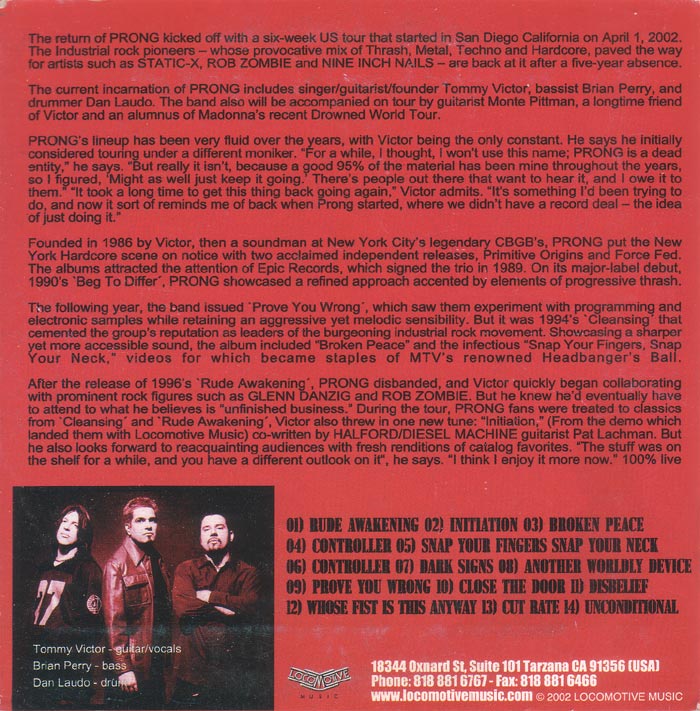 The return of PRONG kicked off with a six-week US tour that started in San Diego California on April 1, 2002.
The Industrial rock pioneers – whose provocative mix of Thrash, Metal, Techno and Hardcore, paved the way
for artists such as STATIC-X, ROB ZOMBIE and NINE INCH NAILS – are back at it after a five-year absence.
The current incarnation of PRONG includes singer/guitarist/founder Tommy Victor, bassist Brian Perry, and
drummer Dan Laudo. The band also will be accompanied on tour by guitarist Monte Pittman, a longtime friend
of Victor and an alumnus of Madonna's recent Drowned World Tour.
PRONG's lineup has been very fluid over the years, with Victor being the only constant. He says he initially
considered touring under a different moniker. "For a while, I thought, I won't use this name; PRONG is a dead
entity," he says. "But really it isn't, because a good 95% of the material has been mine throughout the years,
so I figured, `Might as well just keep it going.' There's people out there that want to hear it, and I owe it to
them." "It took a long time to get this thing back going again," Victor admits. "It's something I'd been trying to
do, and now it sort of reminds me of back when Prong started, where we didn't have a record deal – the idea
of just doing it."
Founded in 1986 by Victor, then a soundman at New York City's legendary CBGB's, PRONG put the New
York Hardcore scene on notice with two acclaimed independent releases, Primitive Origins and Force Fed.
The albums attracted the attention of Epic Records, which signed the trio in 1989. On its major-label debut,
1990's `Beg To Differ´, PRONG showcased a refined approach accented by elements of progressive thrash.
The following year, the band issued `Prove You Wrong´, which saw them experiment with programming and
electronic samples while retaining an aggressive yet melodic sensibility. But it was 1994's `Cleansing´ that
cemented the group's reputation as leaders of the burgeoning industrial rock movement. Showcasing a sharper
yet more accessible sound, the album included "Broken Peace" and the infectious "Snap Your Fingers, Snap
Your Neck," videos for which became staples of MTV's renowned Headbanger's Ball.
After the release of 1996's `Rude Awakening´, PRONG disbanded, and Victor quickly began collaborating
with prominent rock figures such as GLENN DANZIG and ROB ZOMBIE. But he knew he'd eventually have
to attend to what he believes is "unfinished business." During the tour, PRONG fans were treated to classics
from `Cleansing´ and `Rude Awakening´, Victor also threw in one new tune: "Initiation," (From the demo which
landed them with Locomotive Music) co-written by HALFORD/DIESEL MACHINE guitarist Pat Lachman. But
he also looks forward to reacquainting audiences with fresh renditions of catalog favorites. "The stuff was on
the shelf for a while, and you have a different outlook on it", he says. "I think I enjoy it more now." 100% live
01) RUDE AWAKENING 02) INITIATION 03) BROKEN PEACE
04) CONTROLLER 05) SNAP YOUR FINGERS SNAP YOUR NECK
06) CONTROLLER 07) DARK SIGNS 08) ANOTHER WORLDLY DEVICE
09) PROVE YOU WRONG 10) CLOSE THE DOOR 11) DISBELIEF
12) WHOSE FIST IS THIS ANYWAY 13) CUT RATE 14) UNCONDITIONAL
37
Tommy Victor - guitar/vocals
Brian Perry - bass
Dan Laudo - drums
LOCOMOTIVE
MUSIC
18344 Oxnard St, Suite 101 Tarzana CA 91356 (USA)
Phone: 818 881 6767 - Fax: 818 881 6466
www.locomotivemusic.com © 2002 LOCOMOTIVE MUSIC